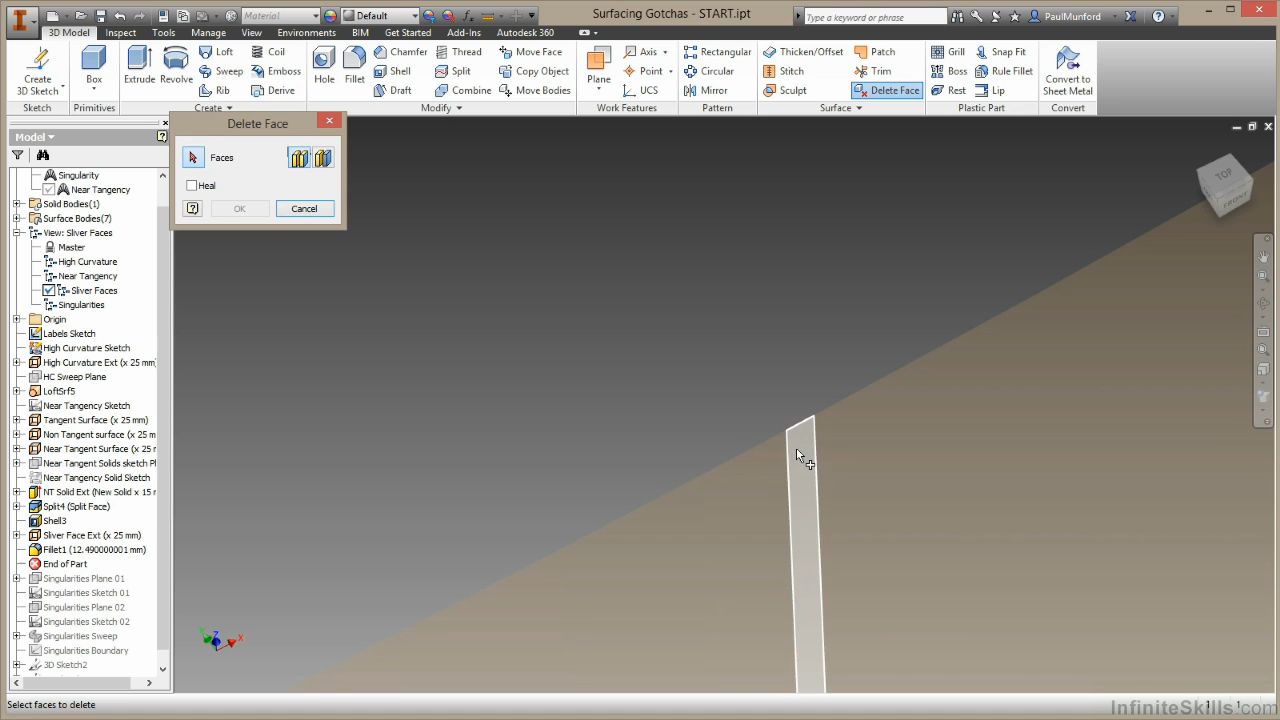 Material
Default
Surfacing Gotchas - START.ipt
Type a keyword or phrase
PaulMunford
3D Model Inspect Tools Manage View Environments BIM Get Started Add-Ins Autodesk 360
Create
3D Sketch
Sketch
Box
Primitives
Extrude
Revolve
Loft
Sweep
Rib
Coil
Emboss
Derive
Create
Hole
Fillet
Chamfer
Shell
Draft
Thread
Split
Combine
Move Face
Copy Object
Move Bodies
Modify
Plane
Axis
Point
UCS
Work Features
Rectangular
Circular
Mirror
Pattern
Thicken/Offset
Stitch
Sculpt
Patch
Trim
Delete Face
Surface
Grill
Boss
Rest
Snap Fit
Rule Fillet
Lip
Plastic Part
Convert to
Sheet Metal
Convert
Model
Singularity
Near Tangency
Solid Bodies(1)
Surface Bodies(7)
View: Sliver Faces
Master
High Curvature
Near Tangency
Sliver Faces
Singularities
Origin
Labels Sketch
High Curvature Sketch
High Curvature Ext (x 25 mm)
HC Sweep Plane
LoftSrf5
Near Tangency Sketch
Tangent Surface (x 25 mm)
Non Tangent surface (x 25 m
Near Tangent Surface (x 25 m
Near Tangent Solids sketch Pl
Near Tangency Solid Sketch
NT Solid Ext (New Solid x 15 r
Split4 (Split Face)
Shell3
Sliver Face Ext (x 25 mm)
Fillet1 (12.490000001 mm)
End of Part
Singularities Plane 01
Singularities Sketch 01
Singularities Plane 02
Singularities Sketch 02
Singularities Sweep
Singularities Boundary
3D Sketch2
Delete Face
Faces
Heal
OK
Cancel
TOP
FRONT
Y
Z
X
Select faces to delete
1 1
InfiniteSkills.com